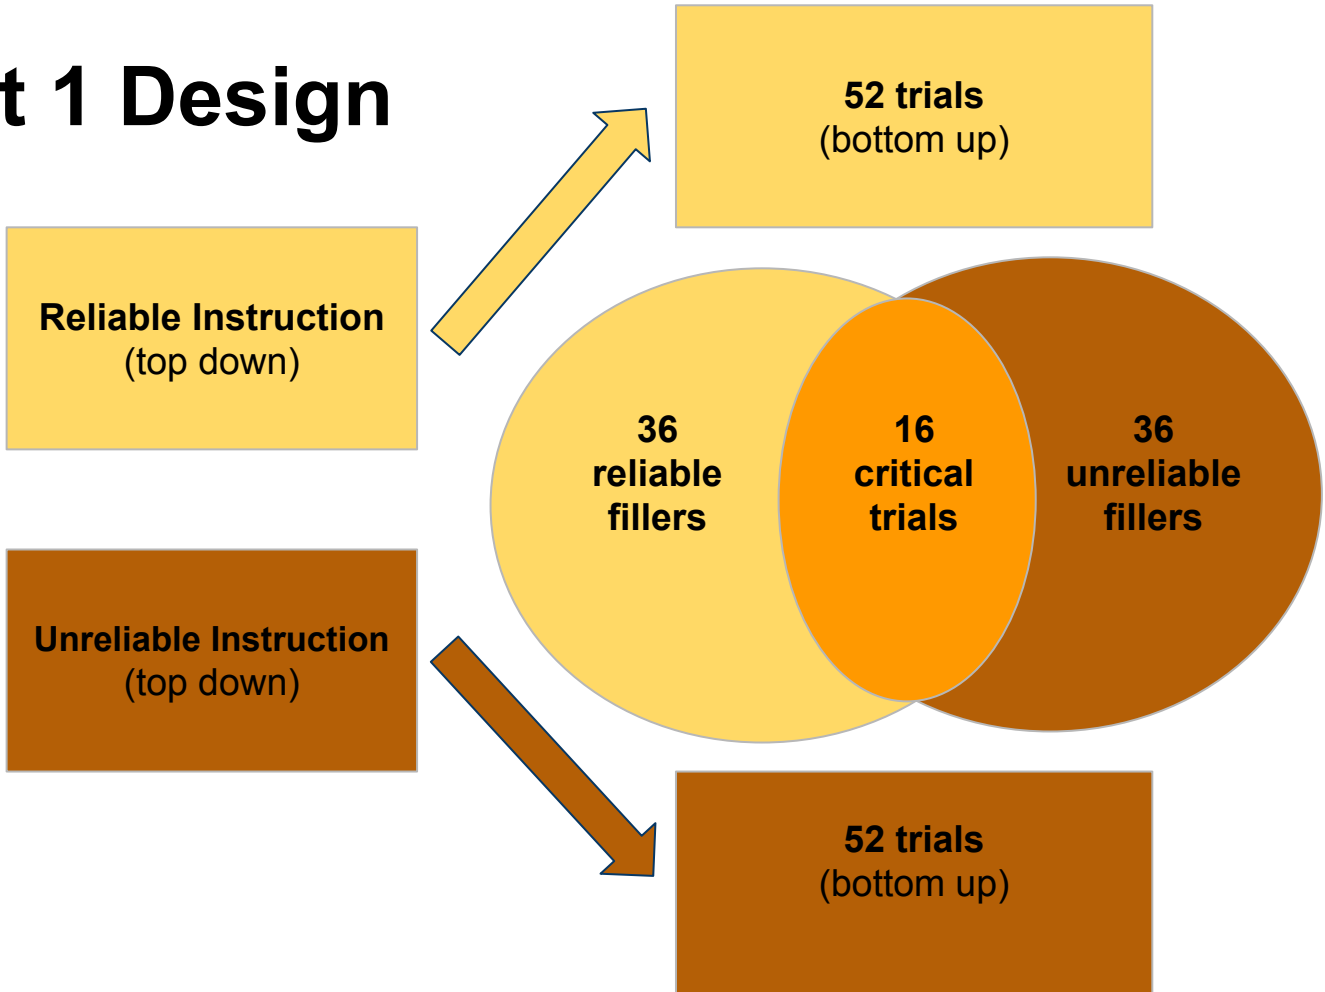 t 1 Design
52 trials
(bottom up)
Reliable Instruction
(top down)
36
reliable
fillers
16
critical
trials
36
unreliable
fillers
Unreliable Instruction
(top down)
52 trials
(bottom up)